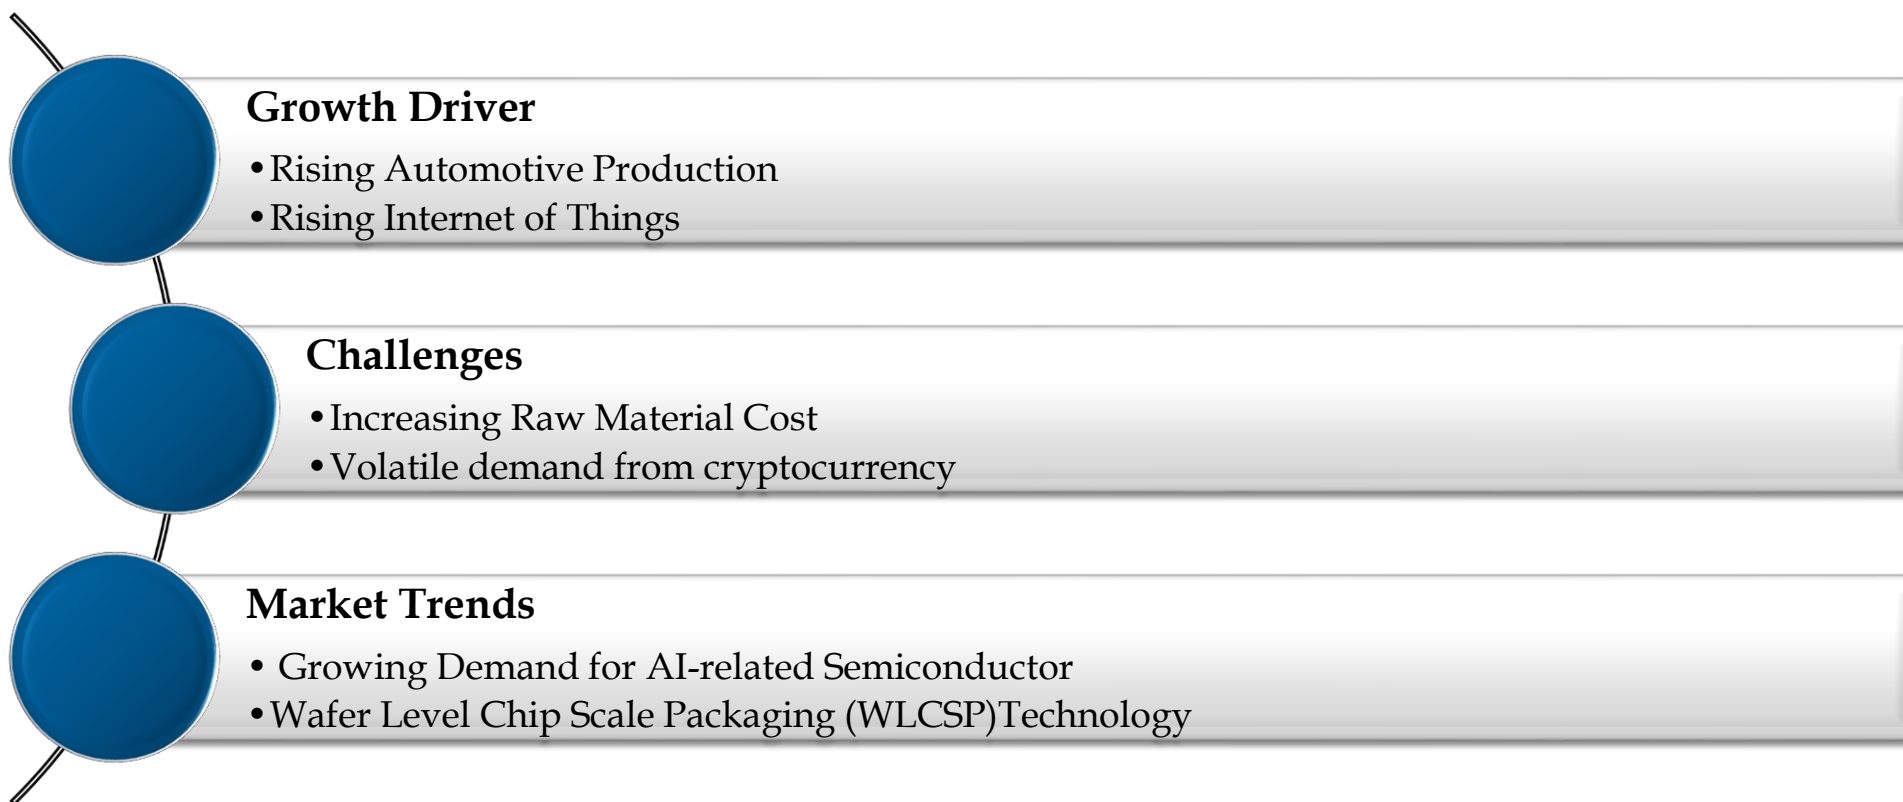 Growth Driver
•Rising Automotive Production
•Rising Internet of Things
Challenges
•Increasing Raw Material Cost
•Volatile demand from cryptocurrency
Market Trends
• Growing Demand for AI-related Semiconductor
•Wafer Level Chip Scale Packaging (WLCSP)Technology